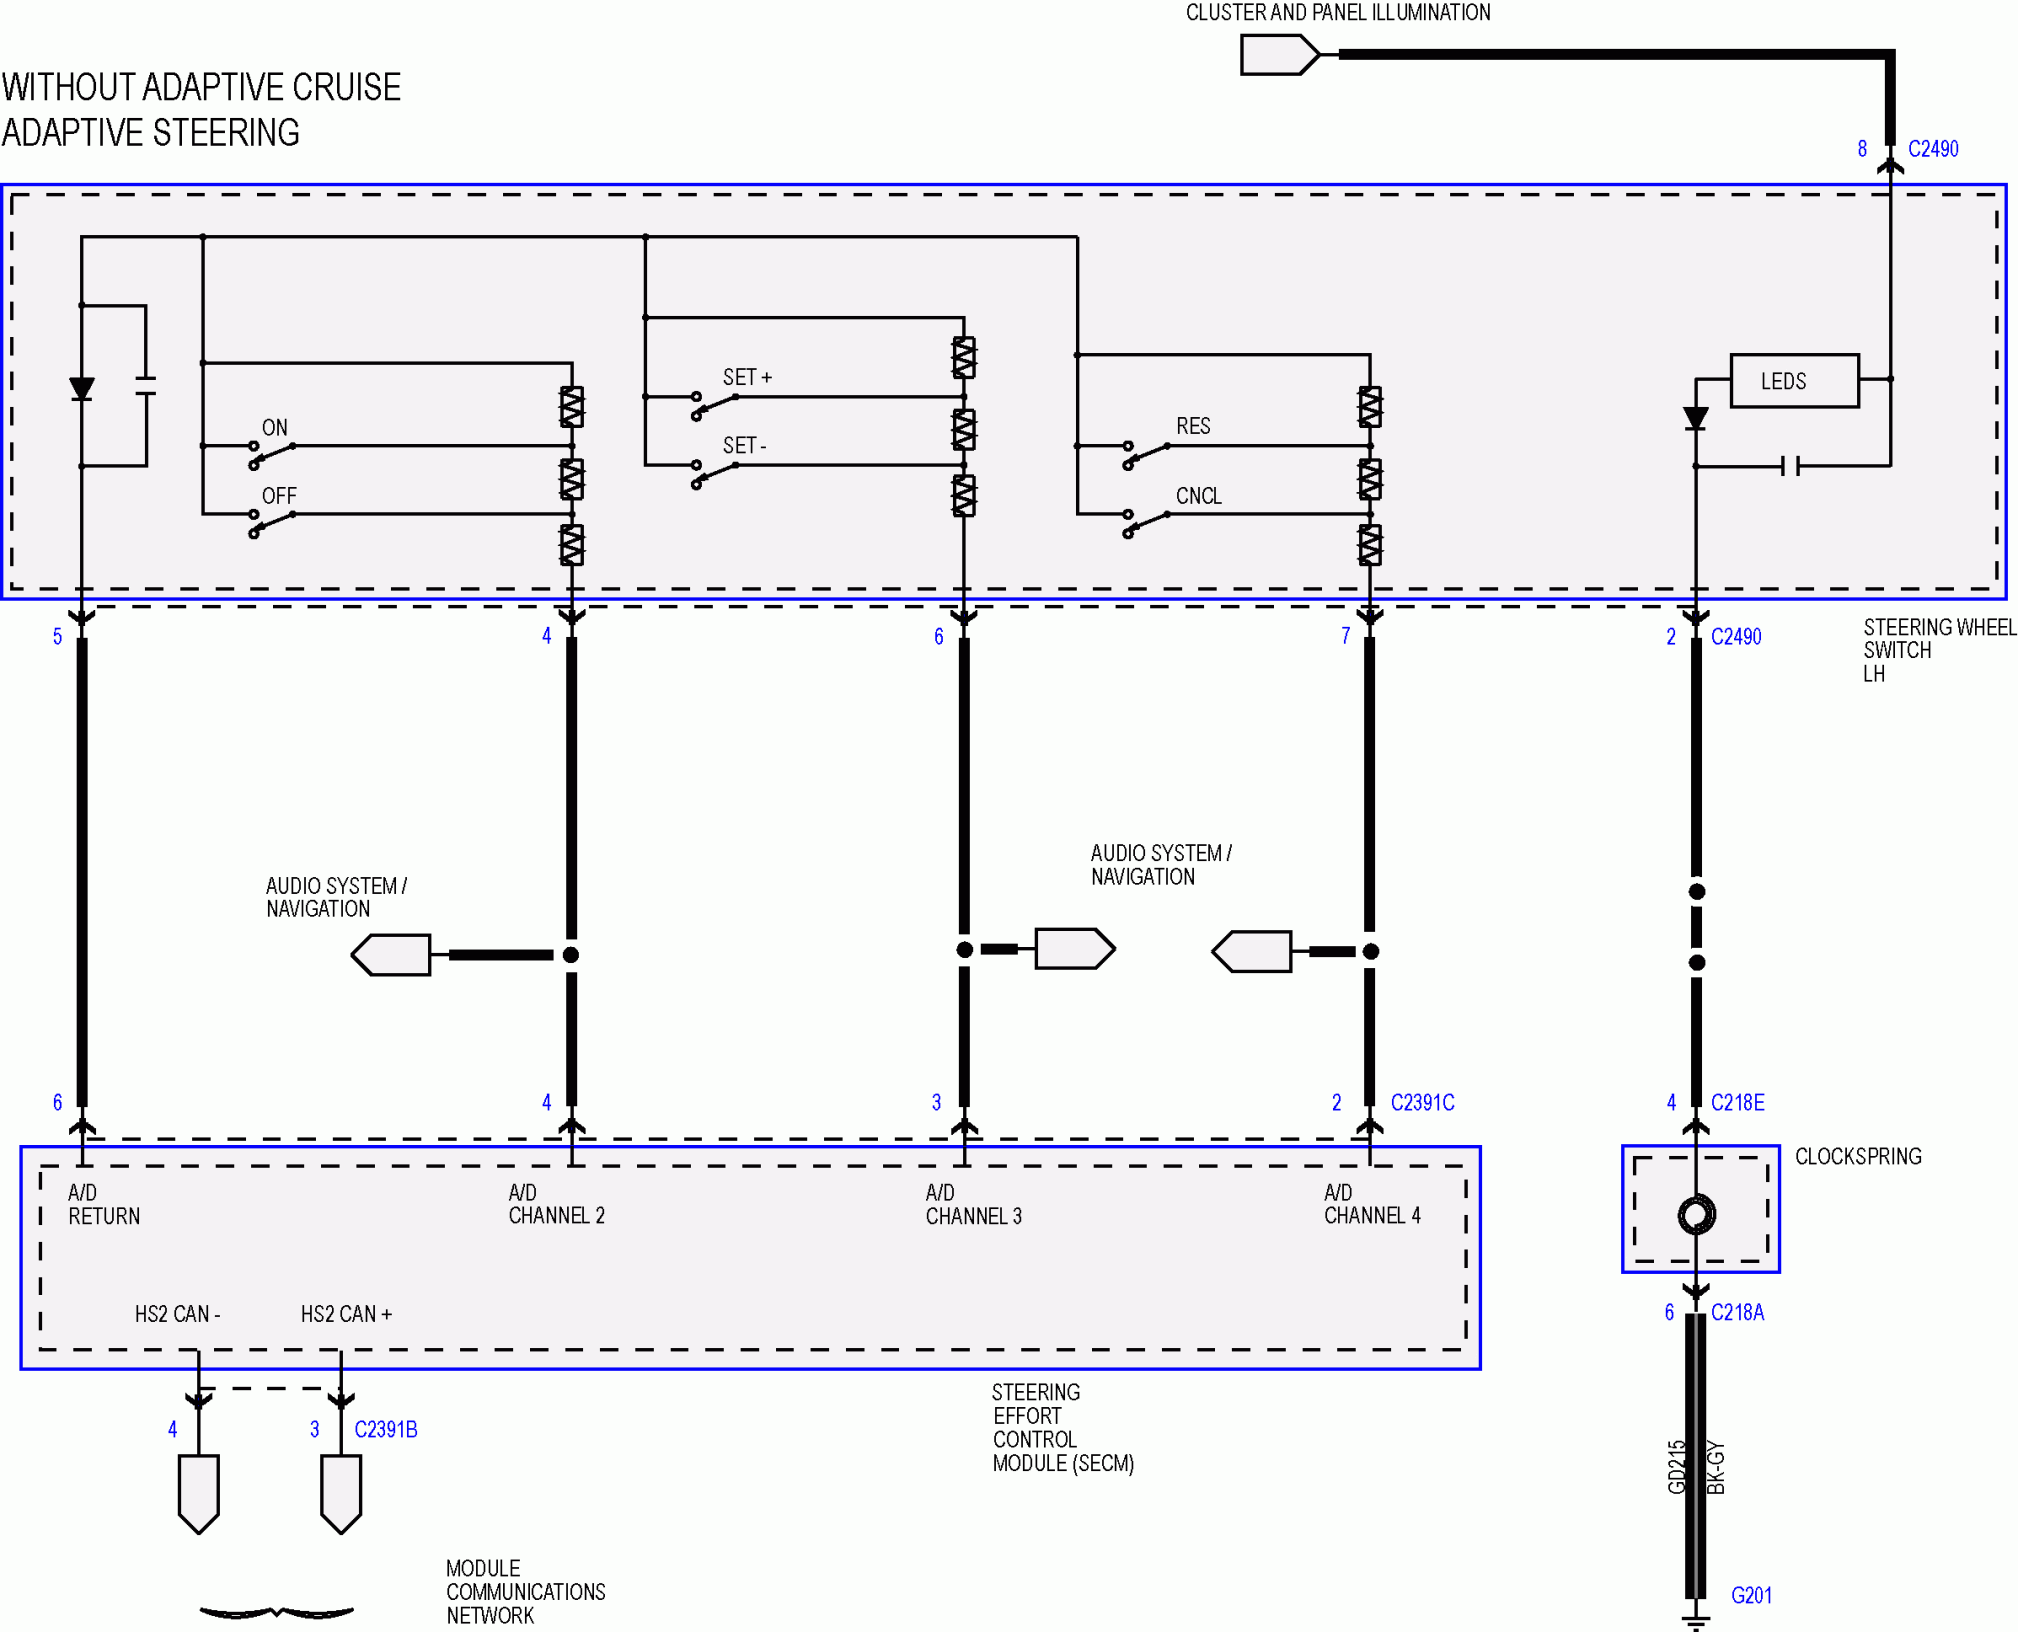 CLUSTER AND PANEL ILLUMINATION
WITHOUT ADAPTIVE CRUISE
ADAPTIVE STEERING
8 C2490
SET +
LEDS
ON
RES
SET -
OFF
CNCL
5
4
6
7
2 C2490
STEERING WHEEL
SWITCH
LH
AUDIO SYSTEM /
NAVIGATION
AUDIO SYSTEM /
NAVIGATION
6
4
3
2 C2391C
4 C218E
CLOCKSPRING
A/D
RETURN
A/D
CHANNEL 2
A/D
CHANNEL 3
A/D
CHANNEL 4
HS2 CAN -
HS2 CAN +
6 C218A
STEERING
EFFORT
CONTROL
MODULE (SECM)
4
3 C2391B
GD215
BK-GY
MODULE
COMMUNICATIONS
NETWORK
G201